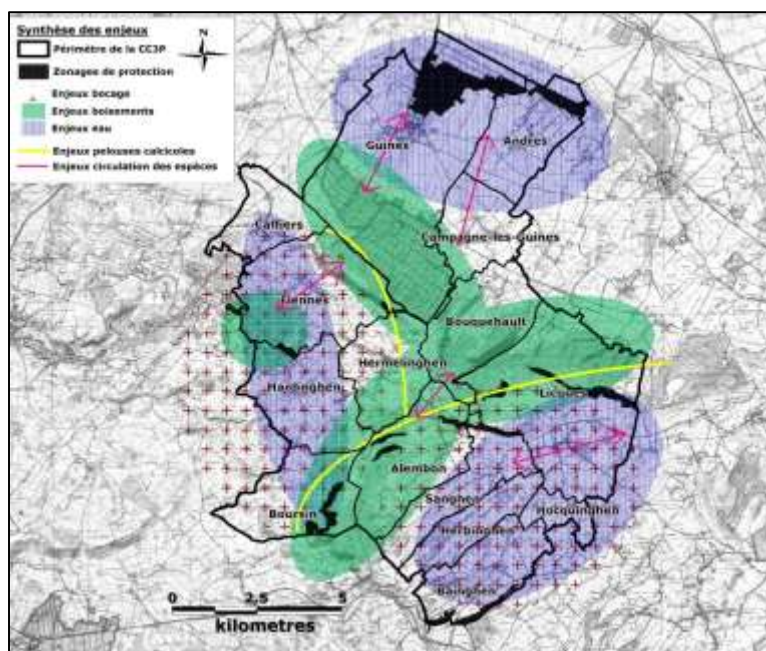 Synthèse des enjeux
N
Périmètre de la CC3P
Zonages de protection
Enjeux bocage
Enjeux boisements
Enjeux eau
Enjeux pelouses calcicoles
Enjeux circulation des espèces
Guînes
Andres
Caffiers
Campagne-les-Guines
Fiennes
Bouquehault
Hermelinghen
Hardinghen
Licques
Alembon
Sanghen
Boursin
Hocquinghen
Herbinghen
Bainghen
0 2,5 5
kilometres